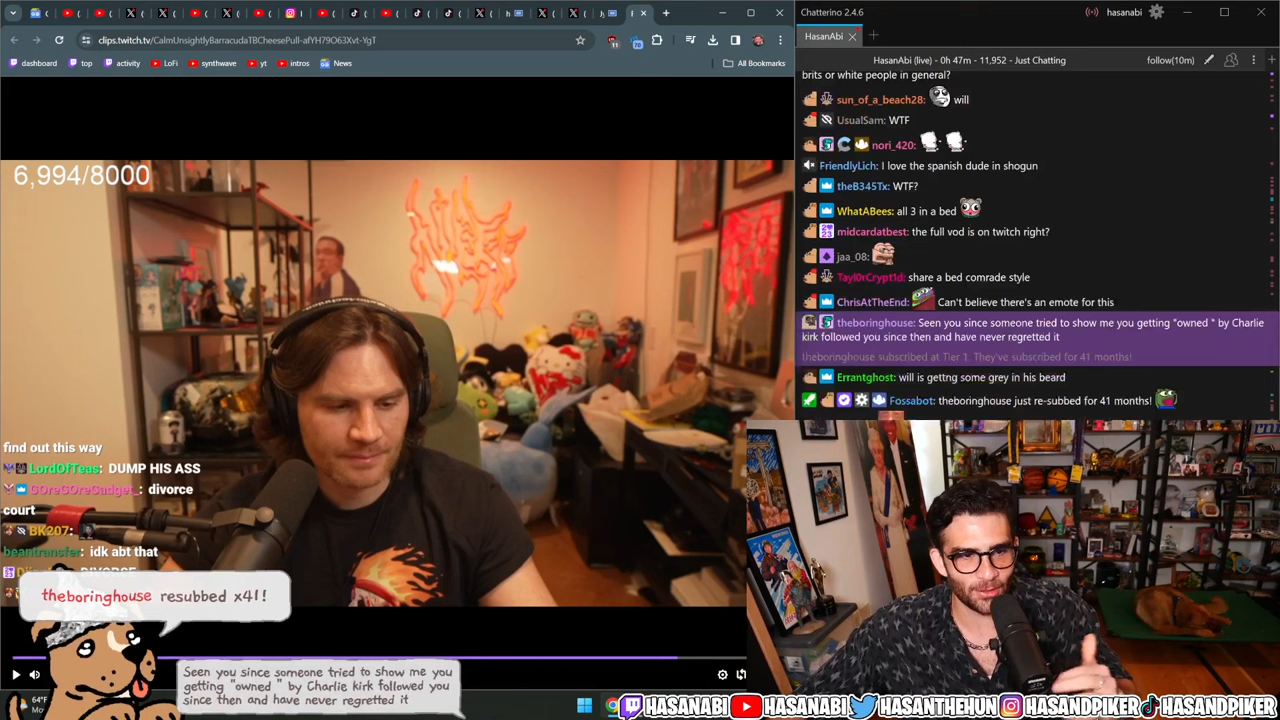 clips.twitch.tv/CalmUnsightlyBarracudaTBCheesePull-afYH79O63Xvt-YgT
11
70
dashboard
top
activity
LoFi
synthwave
yt
intros
News
All Bookmarks
6,994/8000
find out this way
LordOfTeas: DUMP HIS ASS
GOreGOreGadget_: divorce
court
BK207:
beantransfer: idk abt that
theboringhouse resubbed x41!
Seen you since someone tried to show me you
getting "owned " by Charlie kirk followed you
since then and have never regretted it
64°F
Chatterino 2.4.6
hasanabi
HasanAbi
HasanAbi (live) - 0h 47m - 11,952 - Just Chatting
follow(10m)
brits or white people in general?
sun_of_a_beach28: will
UsualSam: WTF
nori_420:
FriendlyLich: I love the spanish dude in shogun
theB345Tx: WTF?
WhatABees: all 3 in a bed
midcardatbest: the full vod is on twitch right?
jaa_08:
Tayl0rCrypt1d: share a bed comrade style
ChrisAtTheEnd: Can't believe there's an emote for this
theboringhouse: Seen you since someone tried to show me you getting "owned " by Charlie
kirk followed you since then and have never regretted it
theboringhouse subscribed at Tier 1. They've subscribed for 41 months!
Errantghost: will is gettng some grey in his beard
Fossabot: theboringhouse just re-subbed for 41 months!
HASANABI
HASANABI
HASANTHEHUN
HASANDPIKER
HASANDPIKER